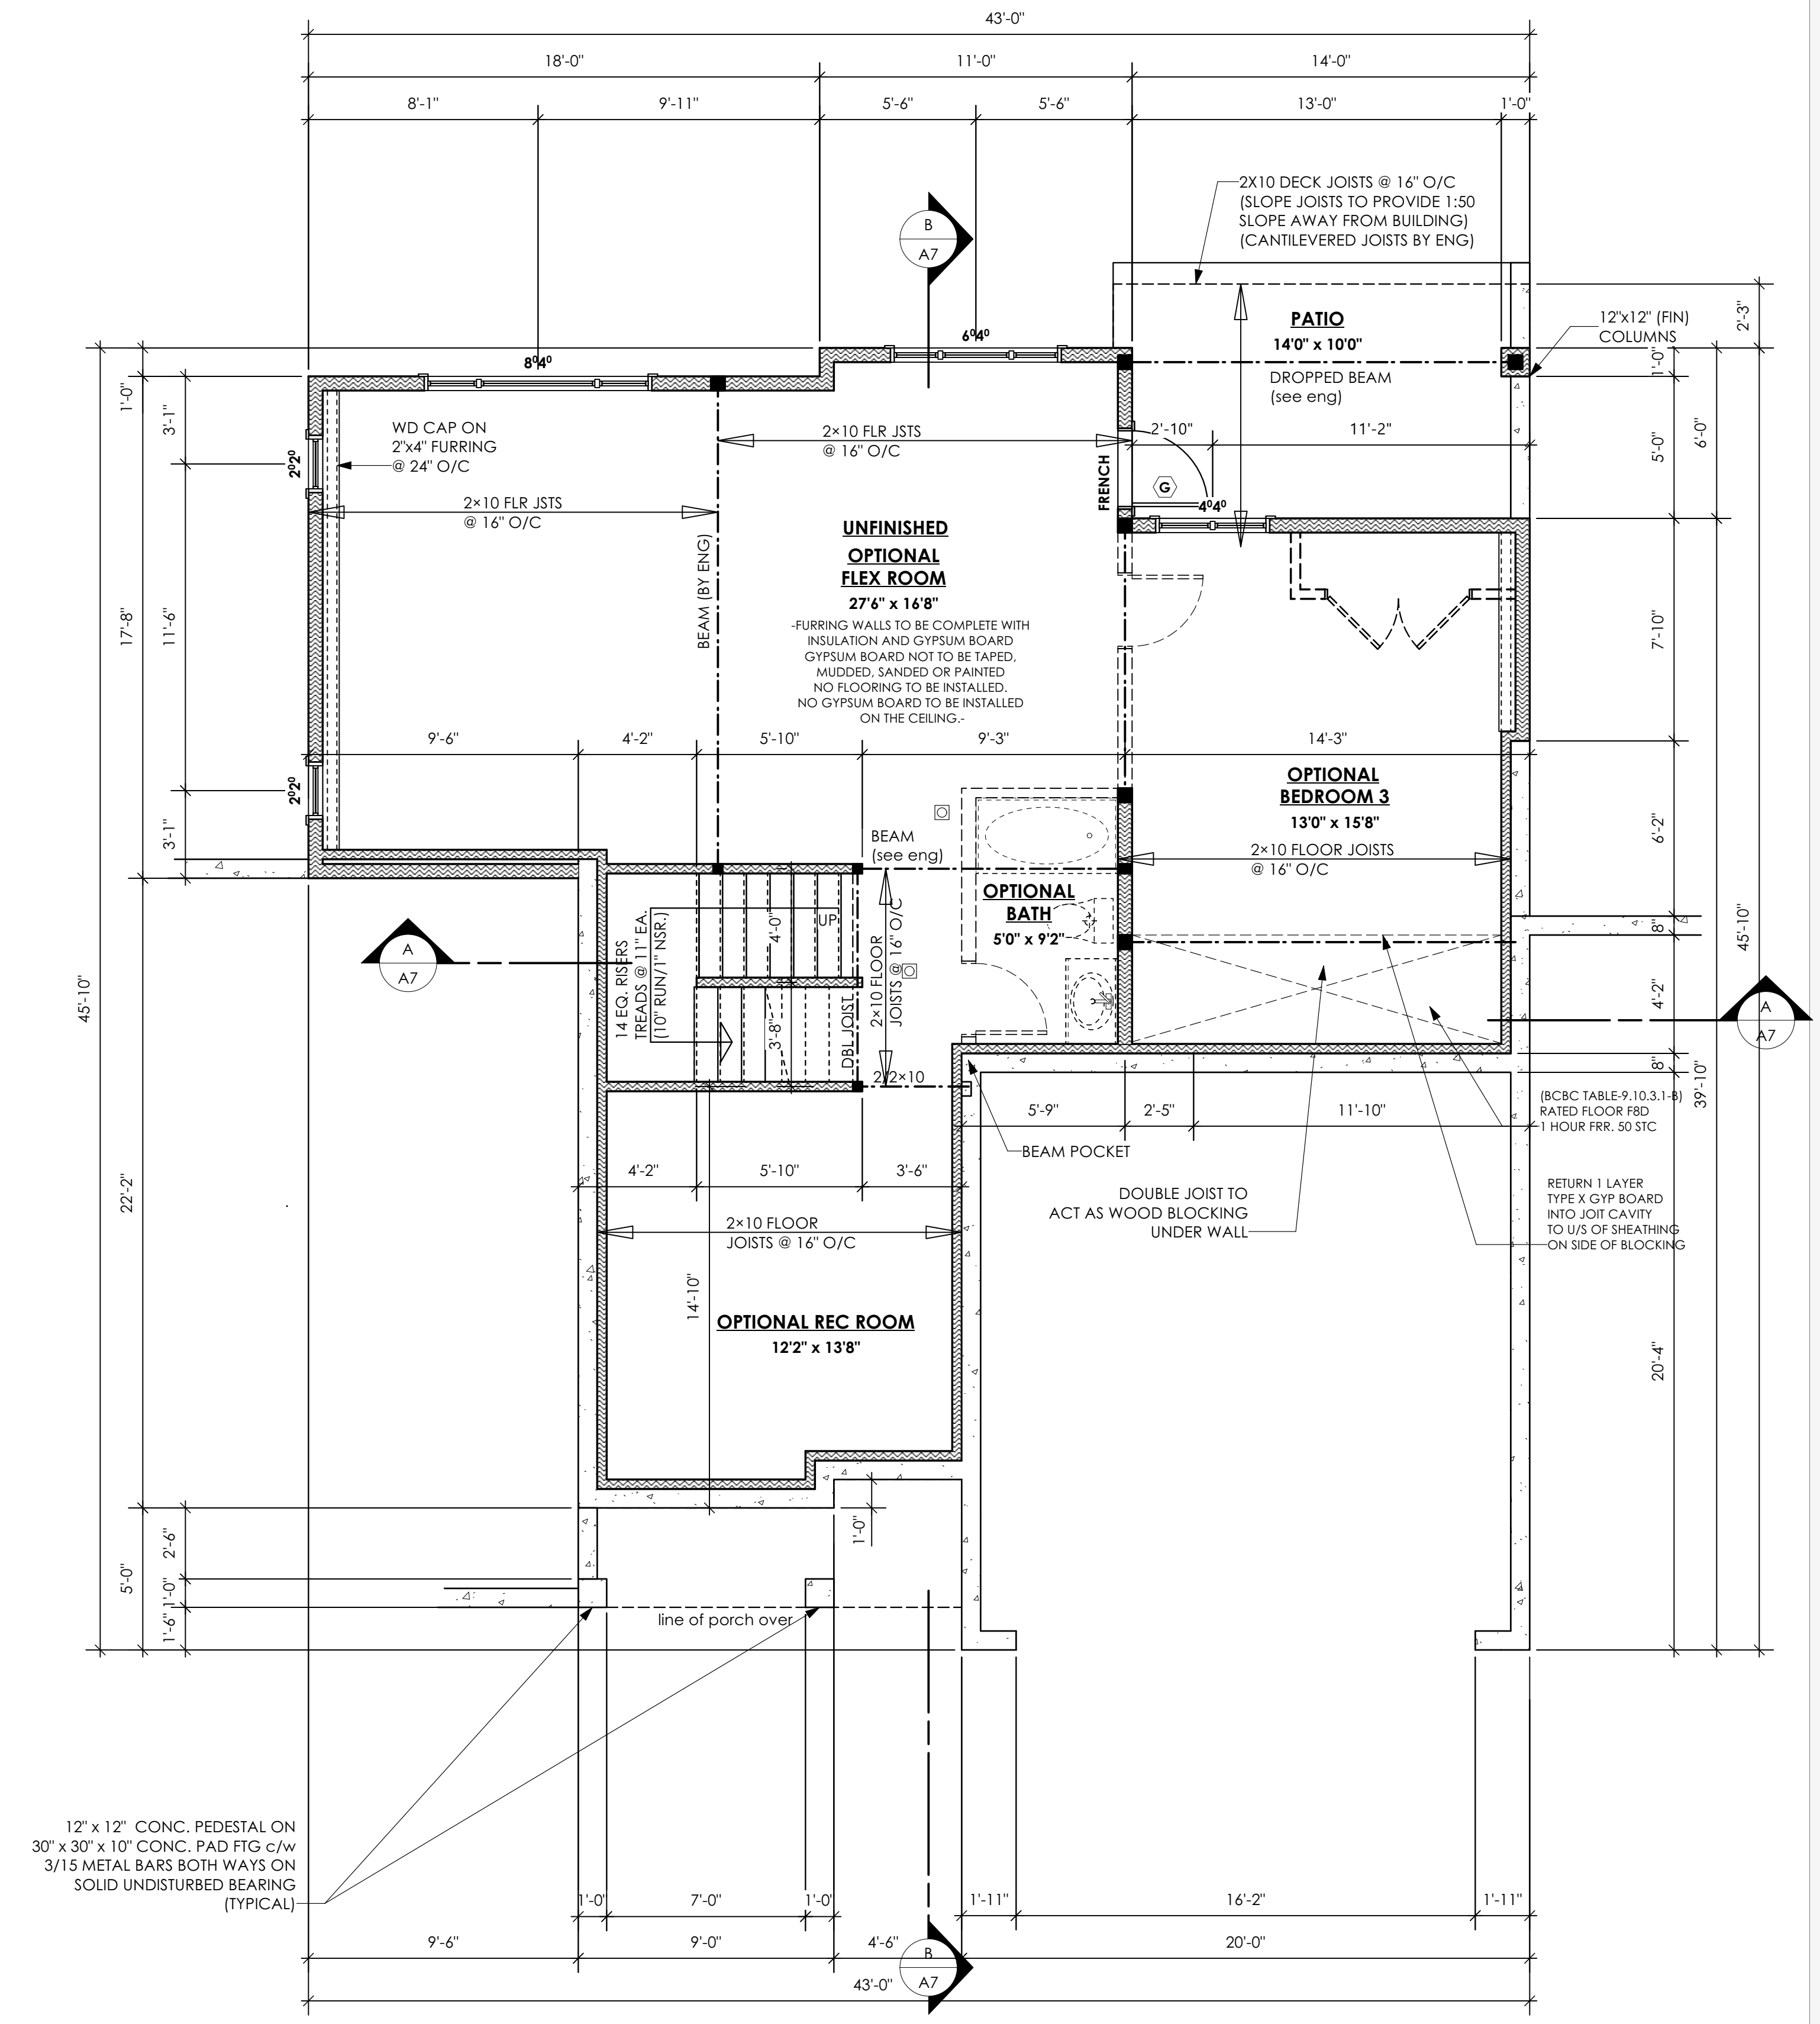 43'-0"
18'-0"
11'-0"
14'-0"
8'-1"
9'-11"
5'-6"
5'-6"
13'-0"
1'-0"
2X10 DECK JOISTS @ 16" O/C
(SLOPE JOISTS TO PROVIDE 1:50
SLOPE AWAY FROM BUILDING)
(CANTILEVERED JOISTS BY ENG)
B
A7
PATIO
14'0" x 10'0"
12"x12" (FIN)
COLUMNS
2'-3"
6⁰4⁰
8⁰4⁰
1'-0"
DROPPED BEAM
(see eng)
1'-0"
3'-1"
WD CAP ON
2"x4" FURRING
@ 24" O/C
2×10 FLR JSTS
@ 16" O/C
2'-10"
11'-2"
5'-0"
6'-0"
2⁰2⁰
FRENCH
G
4⁰4⁰
2×10 FLR JSTS
@ 16" O/C
UNFINISHED
OPTIONAL
FLEX ROOM
27'6" x 16'8"
-FURRING WALLS TO BE COMPLETE WITH
INSULATION AND GYPSUM BOARD
GYPSUM BOARD NOT TO BE TAPED,
MUDDED, SANDED OR PAINTED
NO FLOORING TO BE INSTALLED.
NO GYPSUM BOARD TO BE INSTALLED
ON THE CEILING.-
BEAM (BY ENG)
17'-8"
11'-6"
7'-10"
9'-6"
4'-2"
5'-10"
9'-3"
14'-3"
2⁰2⁰
3'-1"
OPTIONAL
BEDROOM 3
13'0" x 15'8"
2×10 FLOOR JOISTS
@ 16" O/C
6'-2"
BEAM
(see eng)
OPTIONAL
BATH
5'0" x 9'2"
UP
4'-0"
3'-8"
14 EQ. RISERS
TREADS @ 11" EA.
(10" RUN/1" NSR.)
DBL JOIST
2×10 FLOOR
JOISTS @ 16" O/C
2/2×10
A
A7
8"
4'-2"
8"
45'-10"
A
A7
45'-10"
39'-10"
5'-9"
2'-5"
11'-10"
(BCBC TABLE-9.10.3.1-B)
RATED FLOOR F8D
1 HOUR FRR. 50 STC
BEAM POCKET
4'-2"
5'-10"
3'-6"
DOUBLE JOIST TO
ACT AS WOOD BLOCKING
UNDER WALL
RETURN 1 LAYER
TYPE X GYP BOARD
INTO JOIT CAVITY
TO U/S OF SHEATHING
ON SIDE OF BLOCKING
22'-2"
2×10 FLOOR
JOISTS @ 16" O/C
14'-10"
OPTIONAL REC ROOM
12'2" x 13'8"
20'-4"
1'-0"
2'-6"
5'-0"
1'-0"
1'-6"
line of porch over
12" x 12" CONC. PEDESTAL ON
30" x 30" x 10" CONC. PAD FTG c/w
3/15 METAL BARS BOTH WAYS ON
SOLID UNDISTURBED BEARING
(TYPICAL)
1'-0"
7'-0"
1'-0"
1'-11"
16'-2"
1'-11"
9'-6"
9'-0"
4'-6"
20'-0"
B
A7
43'-0"